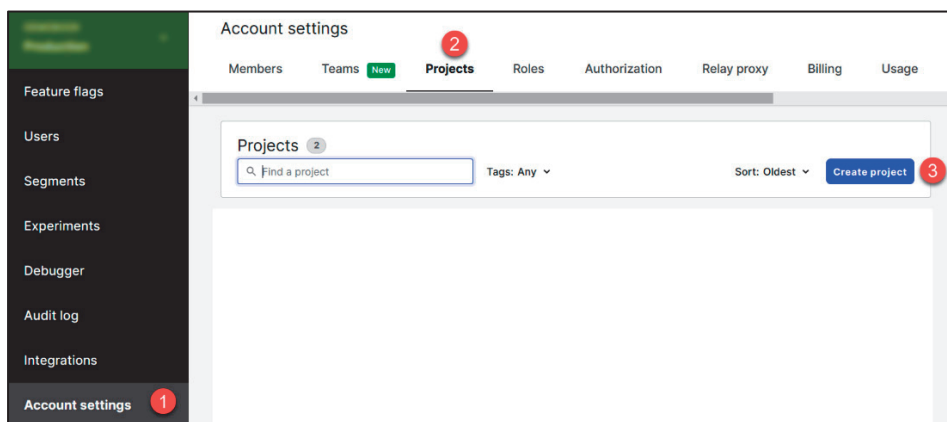 Production
Feature flags
Users
Segments
Experiments
Debugger
Audit log
Integrations
Account settings 1
Account settings
2
Members Teams New Projects Roles Authorization Relay proxy Billing Usage
Projects 2
Find a project Tags: Any Sort: Oldest Create project 3